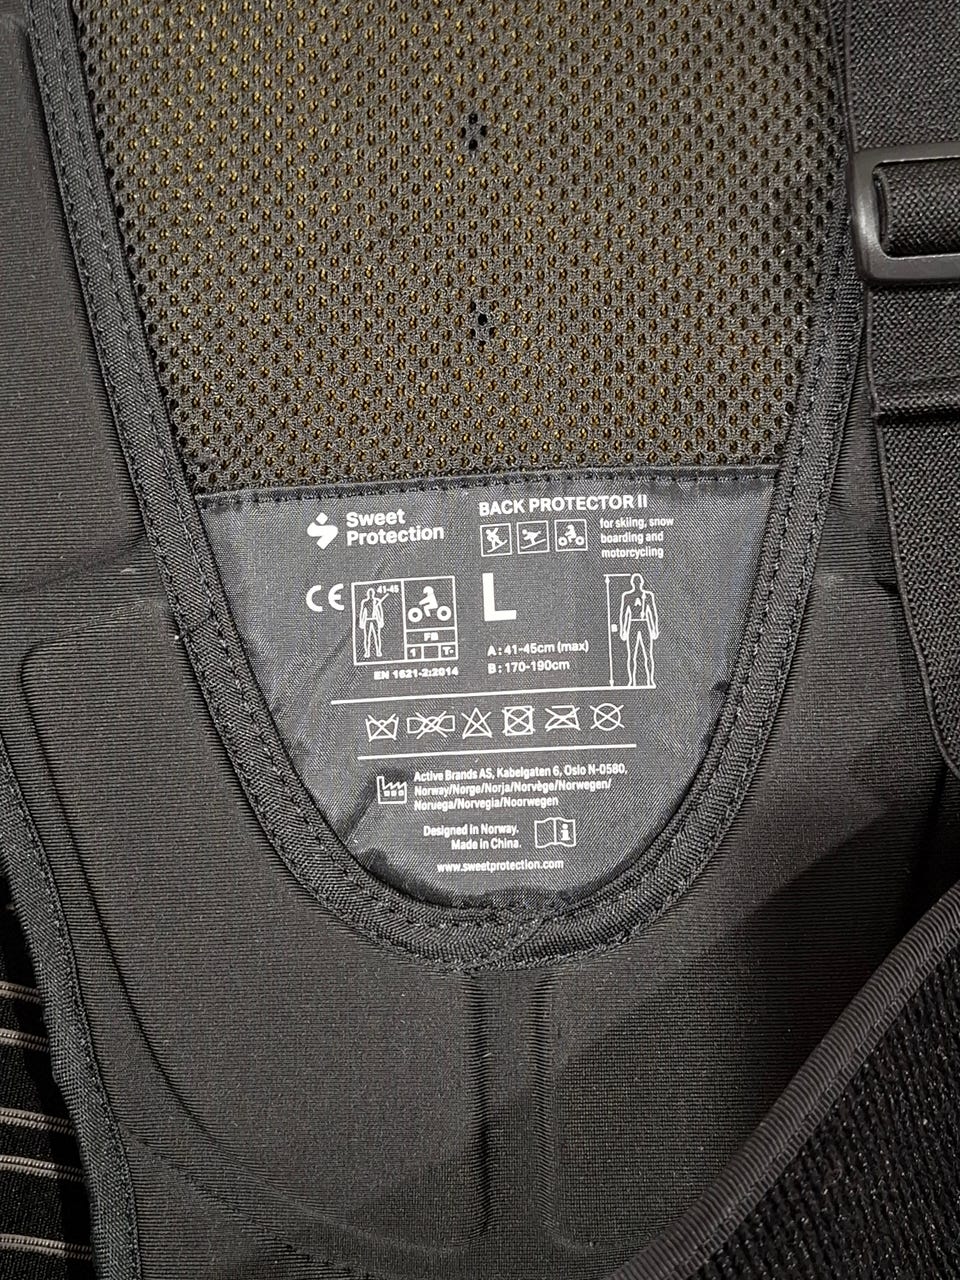 Sweet
Protection
BACK PROTECTOR II
for skiing, snow
boarding and
motorcycling
CE
41-45
FB
1
T-
EN 1621-2:2014
L
A : 41-45cm (max)
B : 170-190cm
A
B
Active Brands AS, Kabelgaten 6, Oslo N-0580,
Norway/Norge/Norja/Norvège/Norwegen/
Noruega/Norvegia/Noorwegen
Designed in Norway.
Made in China.
i
www.sweetprotection.com